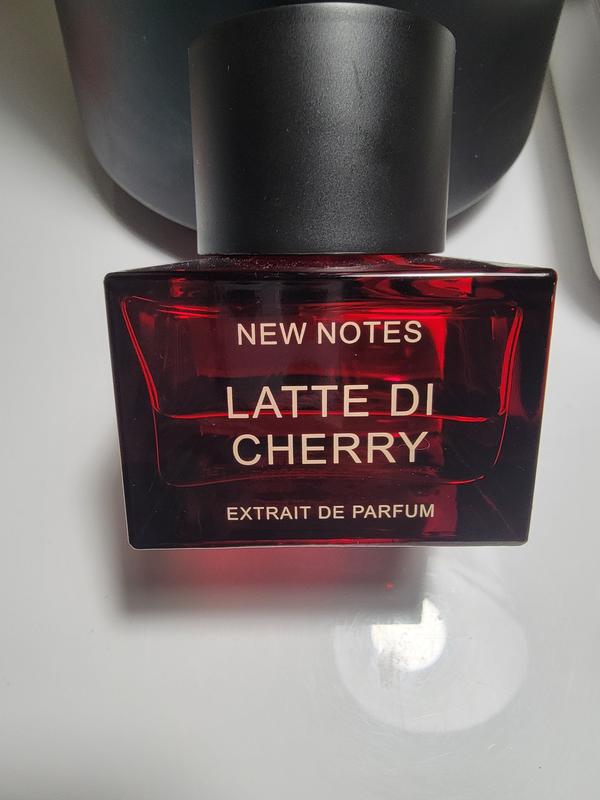 NEW NOTES
LATTE DI
CHERRY
EXTRAIT DE PARFUM